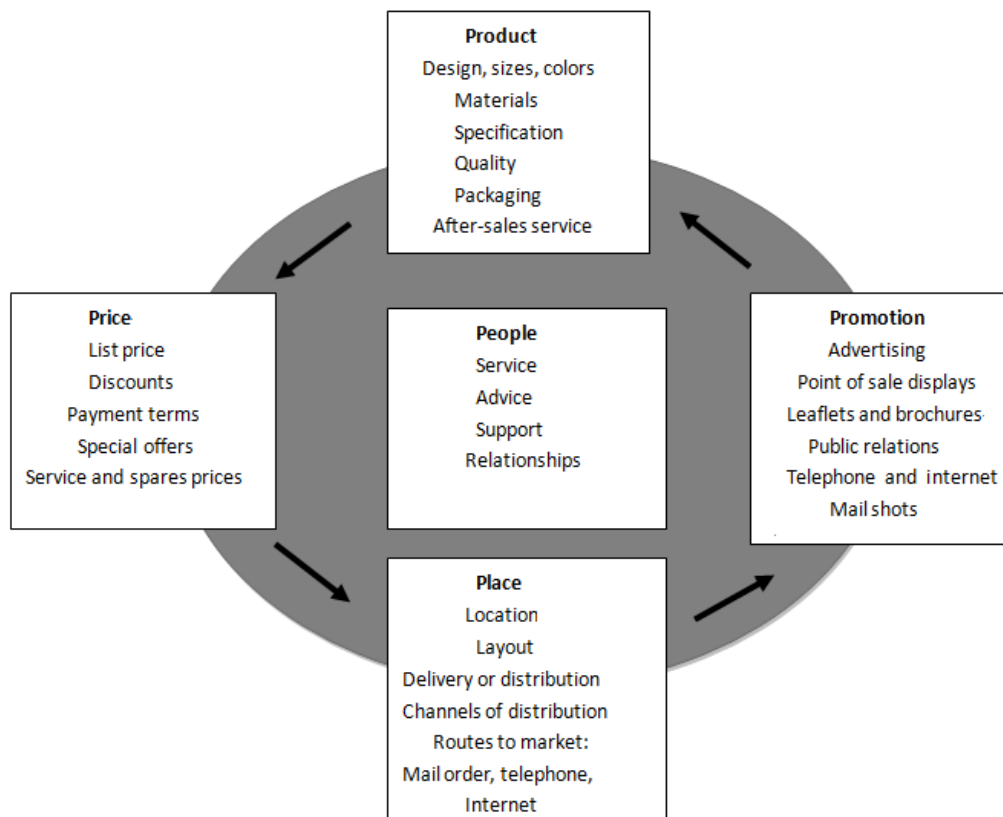 Product
Design, sizes, colors
Materials
Specification
Quality
Packaging
After-sales service
Price
List price
Discounts
Payment terms
Special offers
Service and spares prices
People
Service
Advice
Support
Relationships
Promotion
Advertising
Point of sale displays
Leaflets and brochures
Public relations
Telephone and internet
Mail shots
Place
Location
Layout
Delivery or distribution
Channels of distribution
Routes to market:
Mail order, telephone,
Internet